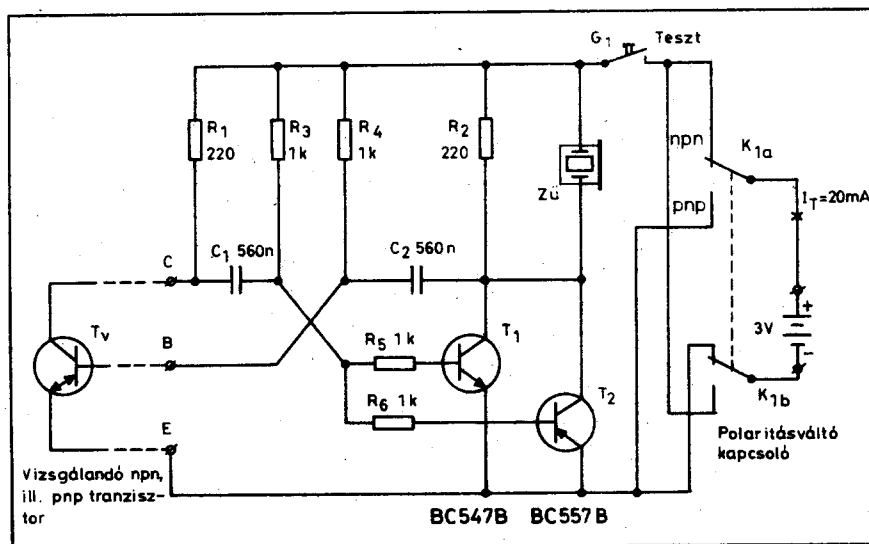 G1 Teszt
R1
220
R3
1k
R4
1k
R2
220
npn
K1a
Zü
pnp
IT=20mA
C1 560n
C2 560n
C
Tv
B
R5 1k
T1
+
3V
-
R6 1k
T2
K1b
E
Polaritásváltó
kapcsoló
Vizsgálandó npn,
ill. pnp tranzisz-
tor
BC547B BC557B